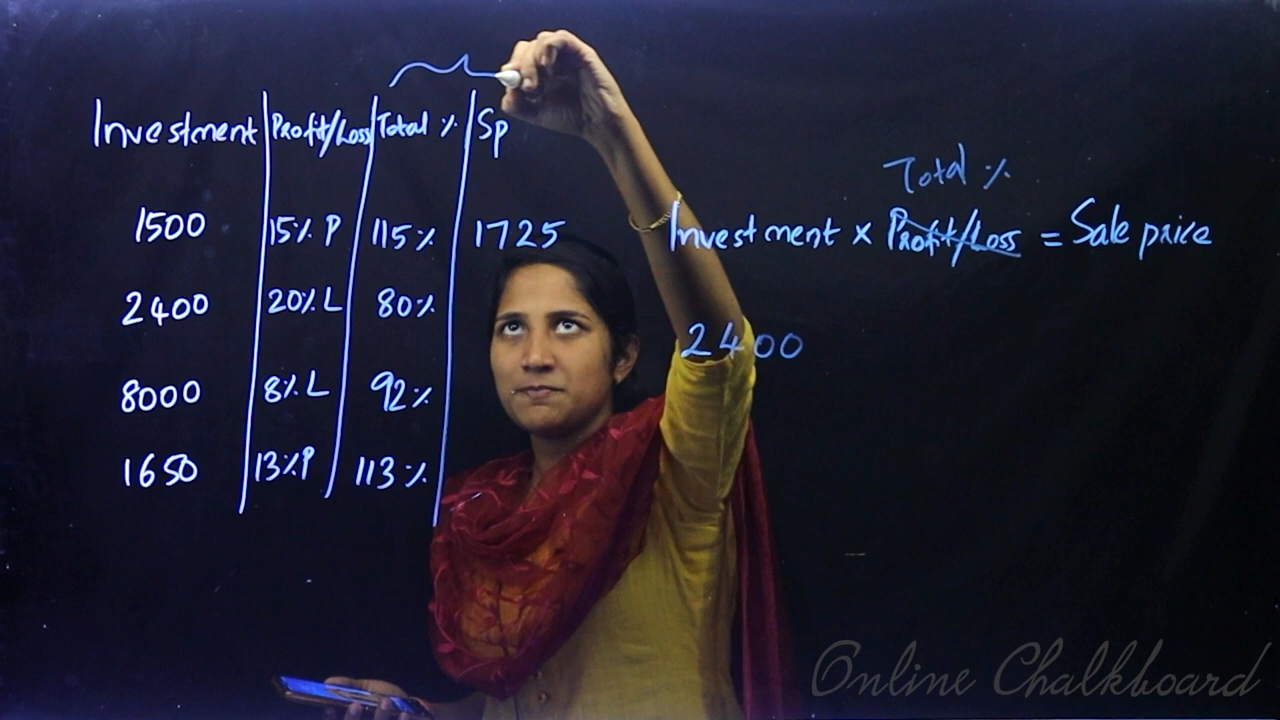 Investment Profit/Loss Total % Sp
1500 15% P 115% 1725
2400 20% L 80%
8000 8% L 92%
1650 13% P 113%
Total %
Investment x Profit/Loss = Sale price
2400
Online Chalkboard